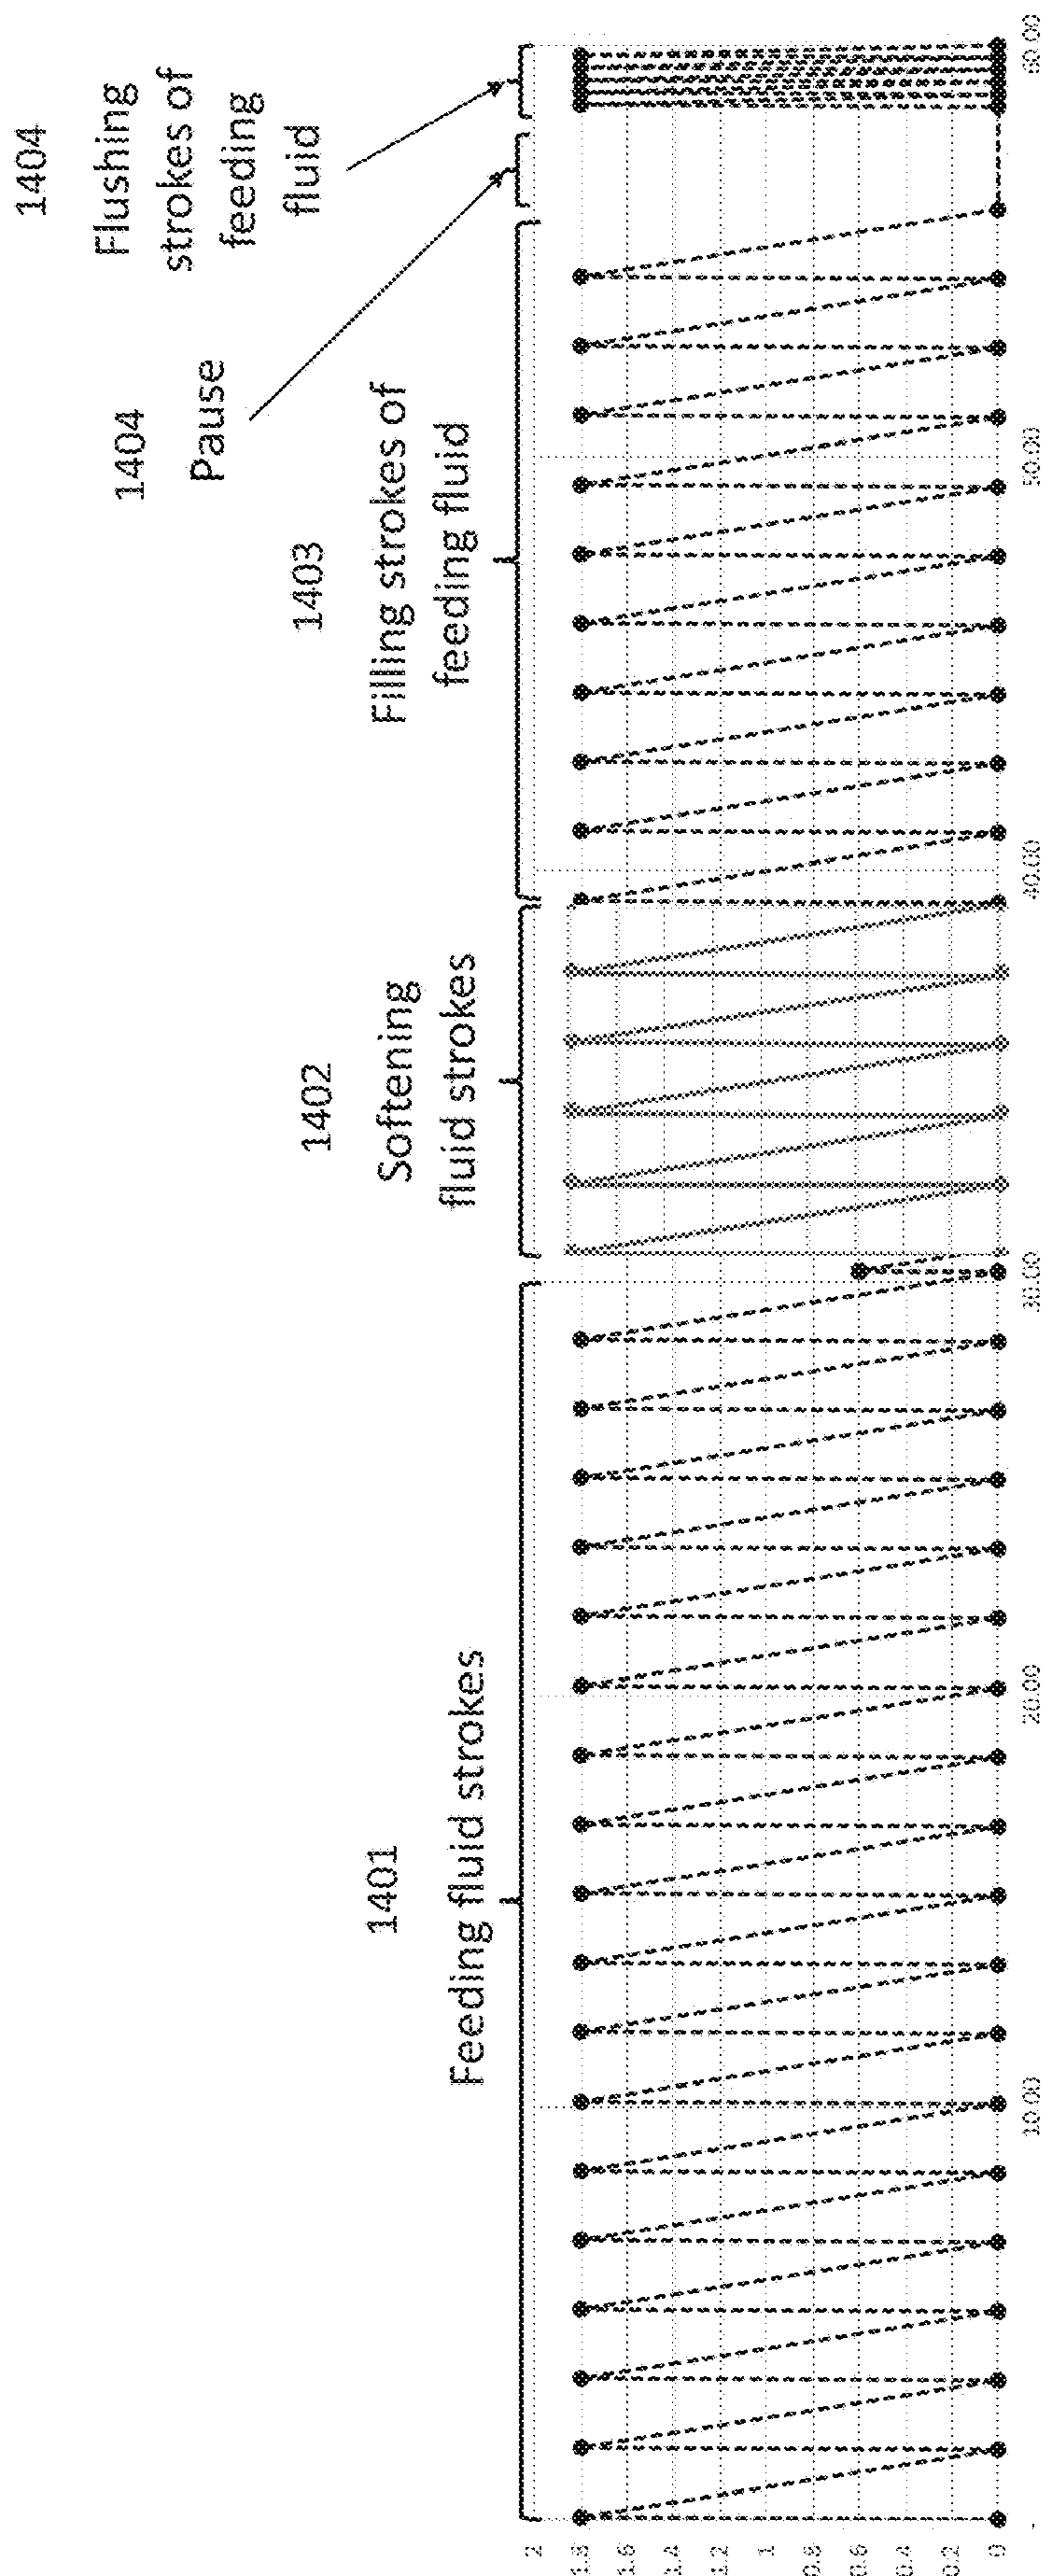 1404
Flushing
strokes of
feeding
fluid
1404
Pause
1403
Filling strokes of
feeding fluid
1402
Softening
fluid strokes
1401
Feeding fluid strokes
2
1.8
1.6
1.4
1.2
1
0.8
0.6
0.4
0.2
0
-
10.00
20.00
30.00
40.00
50.00
60.00